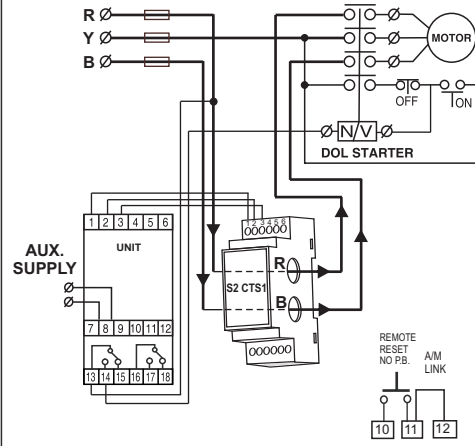 R
Y
B
MOTOR
OFF
ON
N/V
DOL STARTER
1 2 3 4 5 6
1 2 3 4 5 6
UNIT
AUX.
SUPPLY
R
S2 CTS1
B
7 8 9 10 11 12
13 14 15 16 17 18
REMOTE
RESET
NO P.B.
A/M
LINK
10 11 12